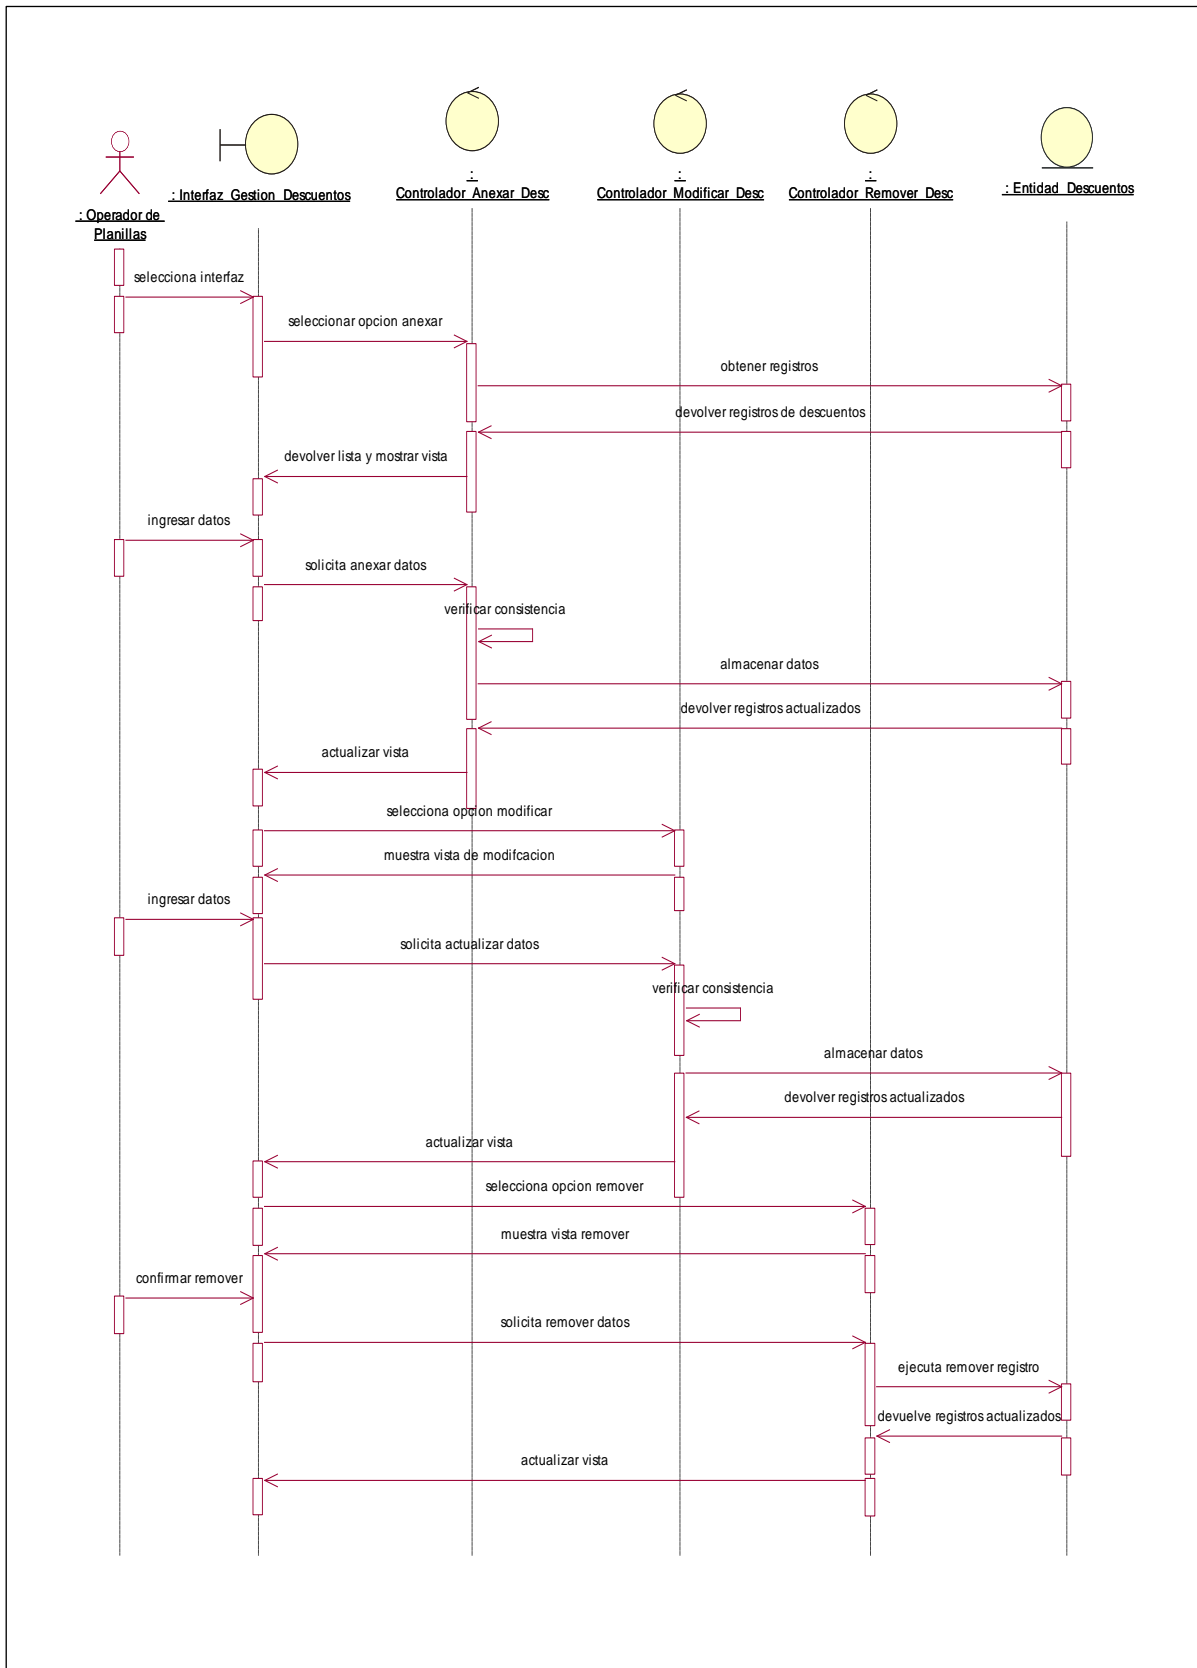 : Operador de
Planillas
: Interfaz_Gestion_Descuentos
:
Controlador_Anexar_Desc
:
Controlador_Modificar_Desc
:
Controlador_Remover_Desc
: Entidad_Descuentos
selecciona interfaz
seleccionar opcion anexar
obtener registros
devolver registros de descuentos
devolver lista y mostrar vista
ingresar datos
solicita anexar datos
verificar consistencia
almacenar datos
devolver registros actualizados
actualizar vista
selecciona opcion modificar
muestra vista de modifcacion
ingresar datos
solicita actualizar datos
verificar consistencia
almacenar datos
devolver registros actualizados
actualizar vista
selecciona opcion remover
muestra vista remover
confirmar remover
solicita remover datos
ejecuta remover registro
devuelve registros actualizados
actualizar vista